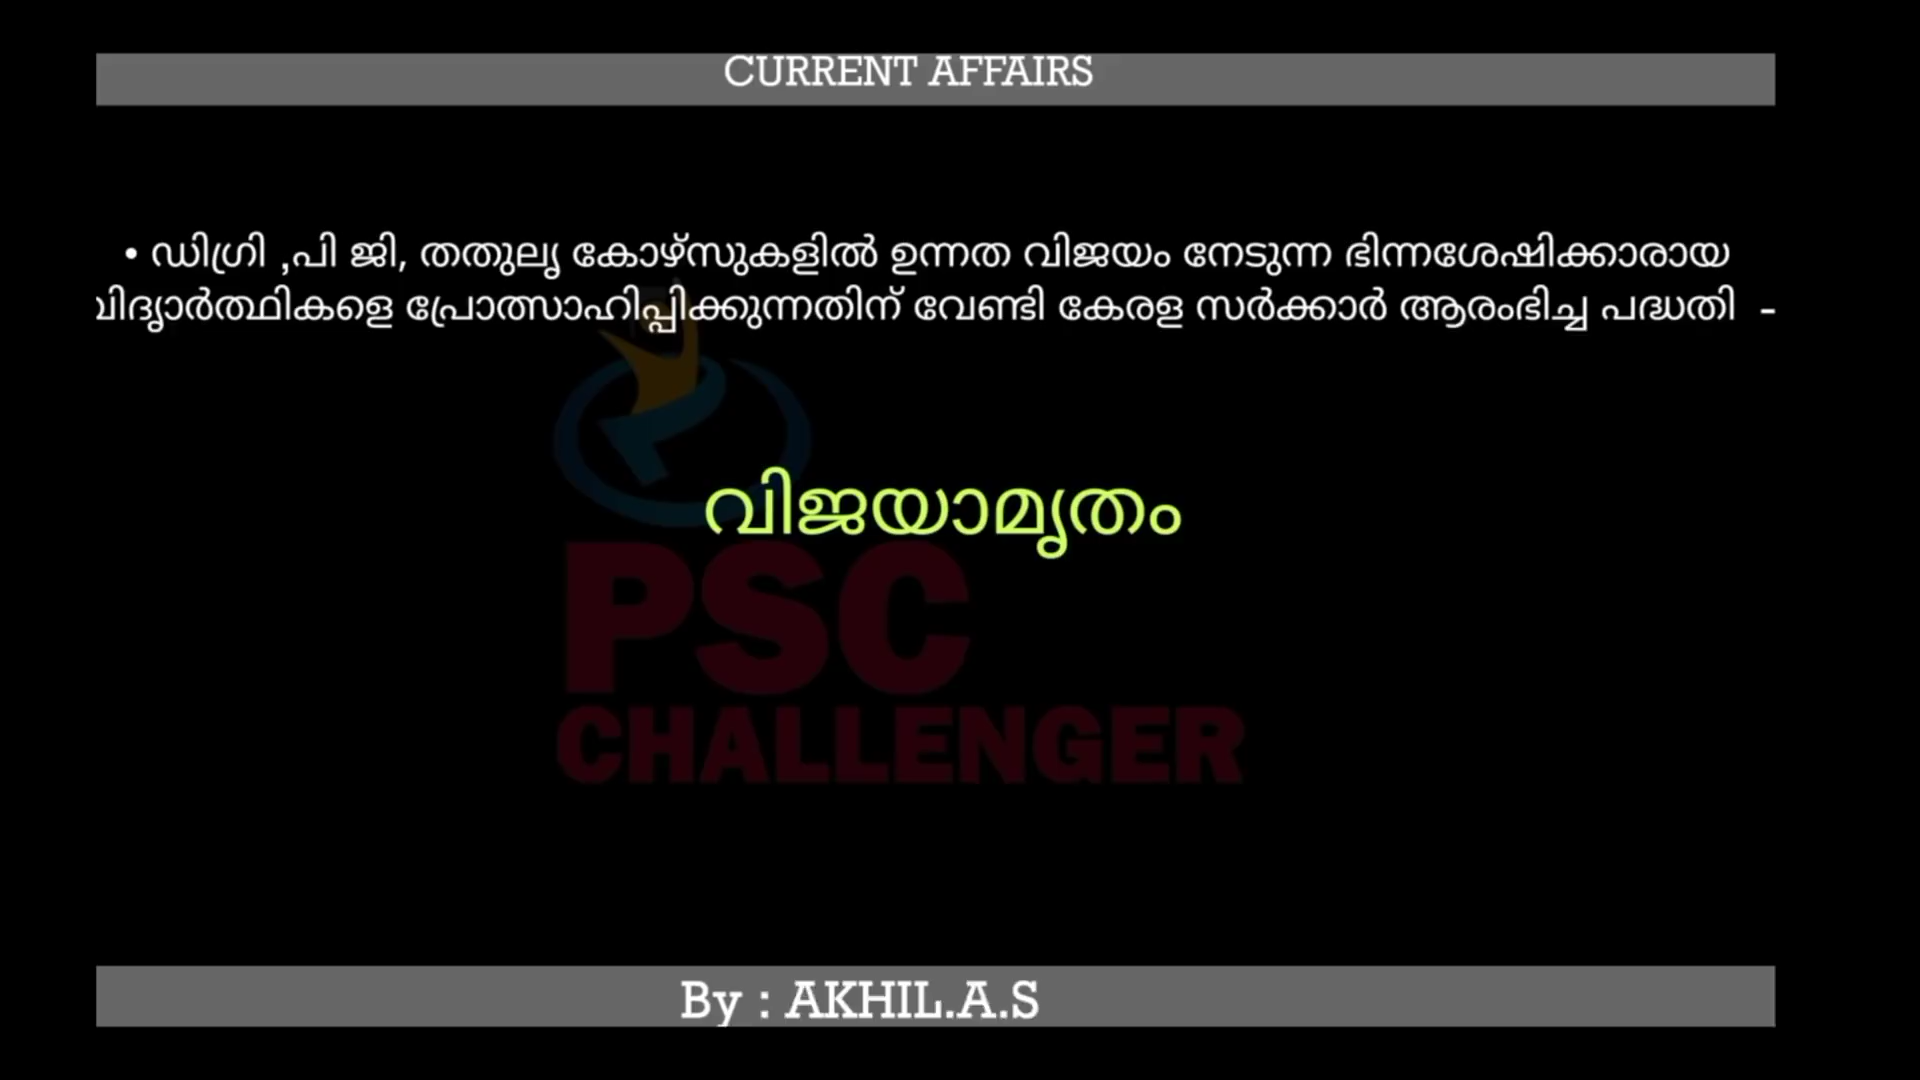 CURRENT AFFAIRS
• ഡിഗ്രി ,പി ജി, തതുല്യ കോഴ്സുകളിൽ ഉന്നത വിജയം നേടുന്ന ഭിന്നശേഷിക്കാരായ
വിദ്യാർത്ഥികളെ പ്രോത്സാഹിപ്പിക്കുന്നതിന് വേണ്ടി കേരള സർക്കാർ ആരംഭിച്ച പദ്ധതി -
വിജയാമൃതം
PSC
CHALLENGER
By : AKHIL.A.S